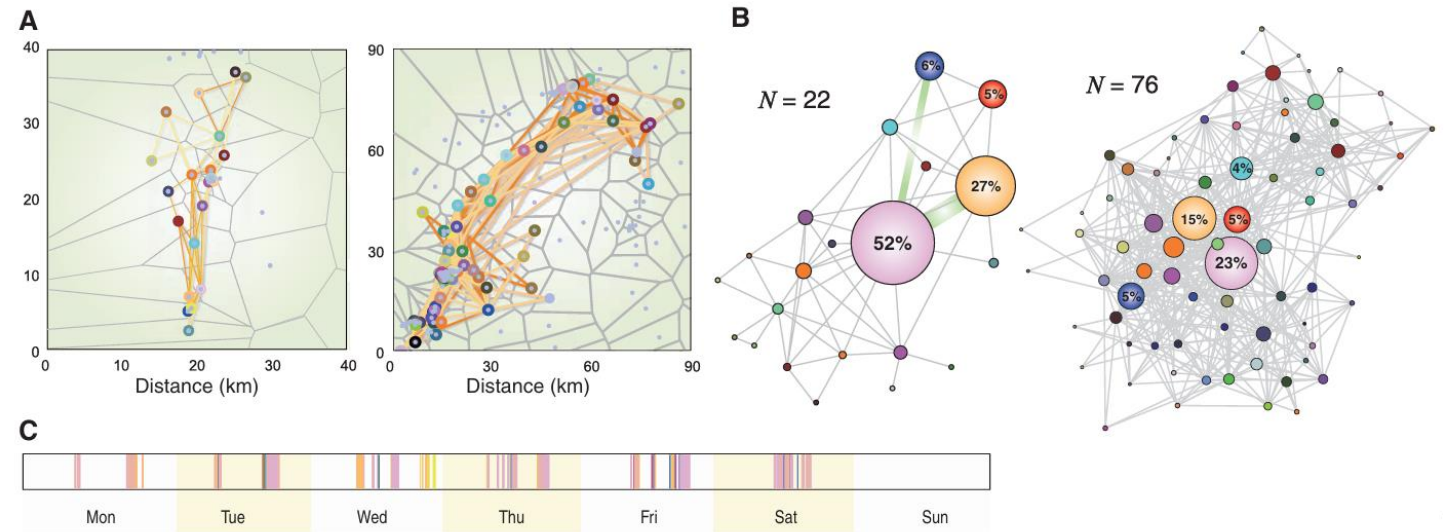 A
40
30
20
10
0
0 10 20 30 40
Distance (km)
90
60
30
0
0 30 60 90
Distance (km)
B
N = 22
6%
5%
27%
52%
N = 76
4%
15%
5%
23%
5%
C
Mon Tue Wed Thu Fri Sat Sun